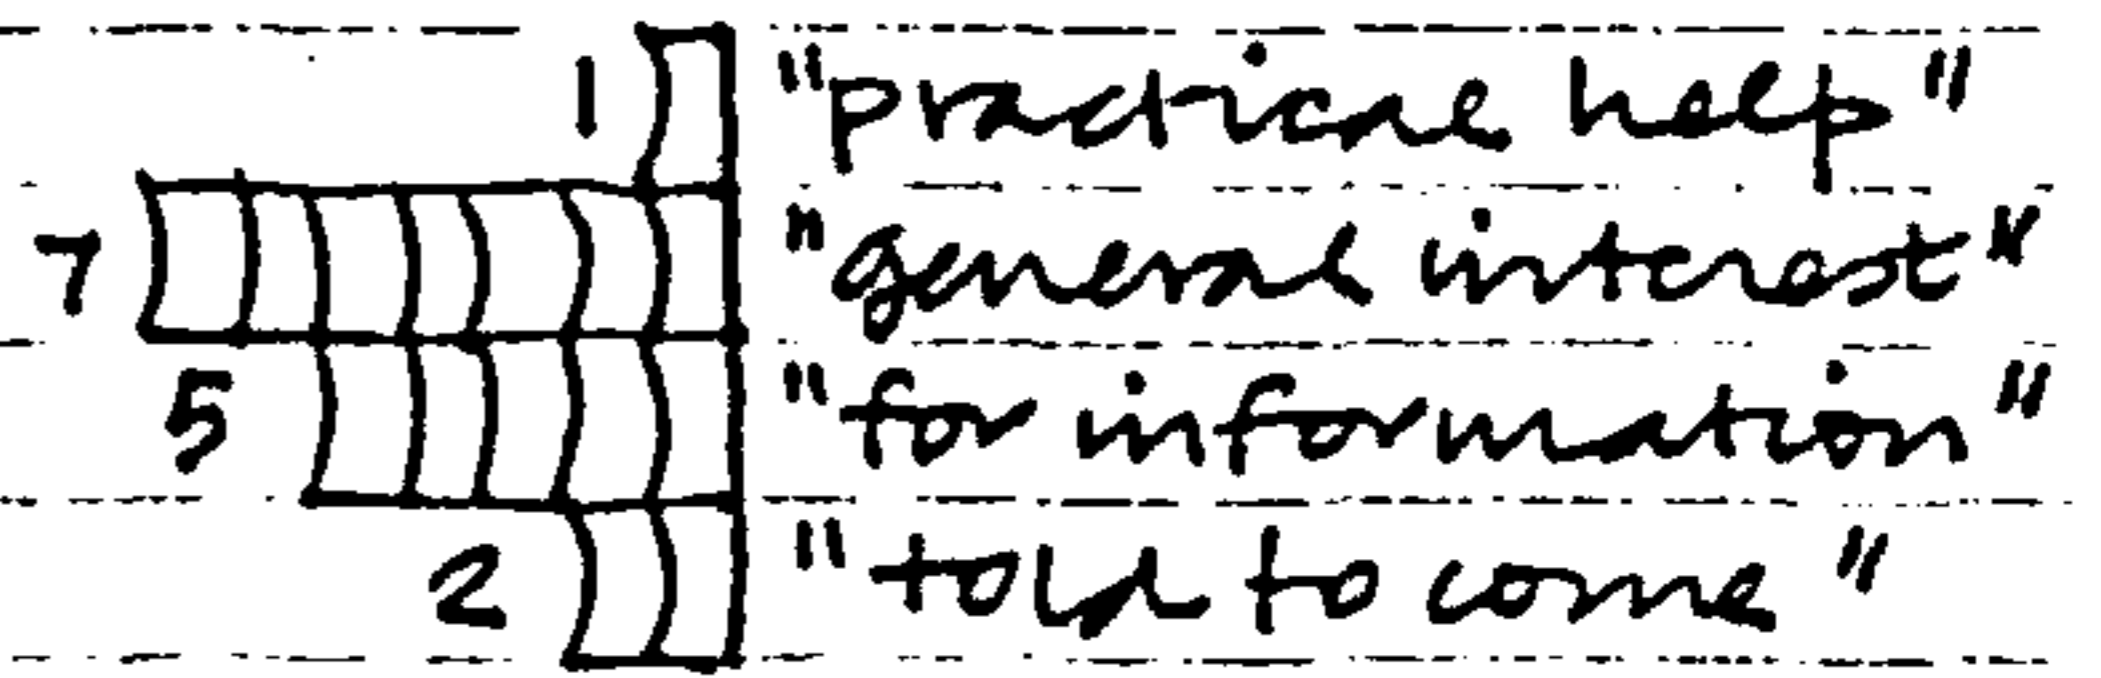 1 "practical help"
7 "general interest"
5 "for information"
2 "told to come"